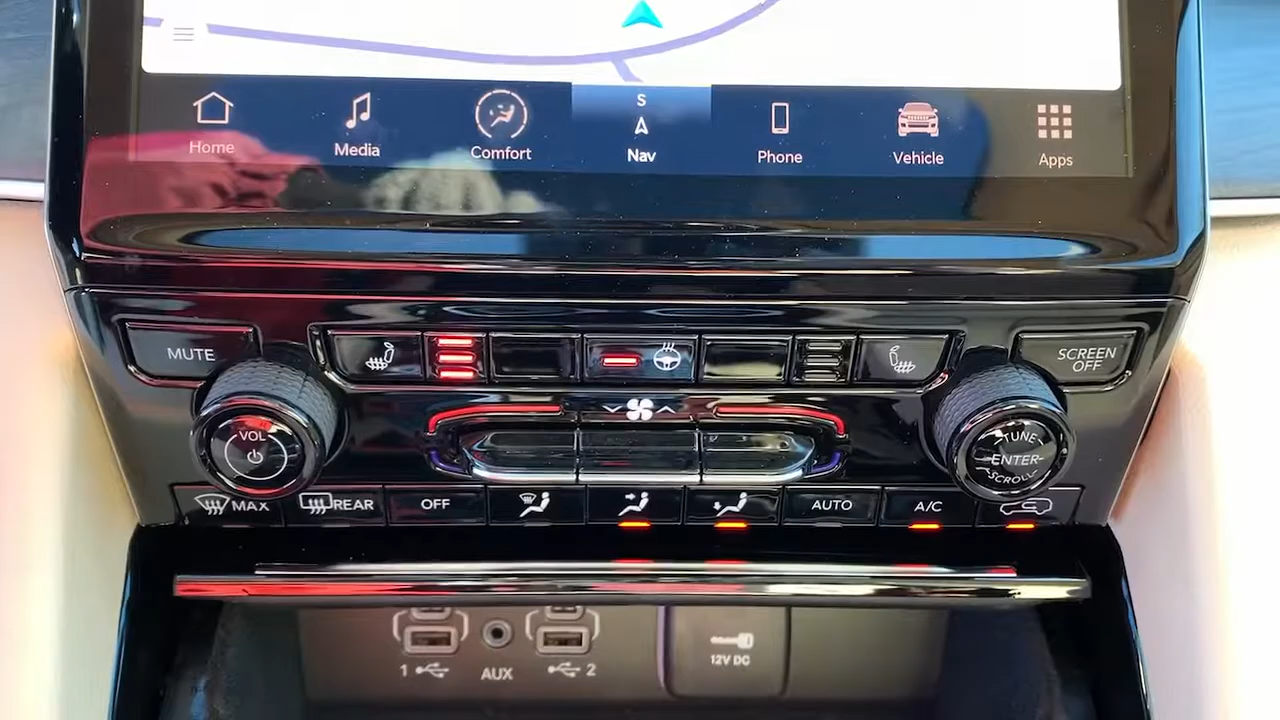 Home
Media
Comfort
S
Nav
Phone
Vehicle
Apps
MUTE
SCREEN
OFF
VOL
TUNE
ENTER
SCROLL
MAX
REAR
OFF
AUTO
A/C
1
AUX
2
12V DC